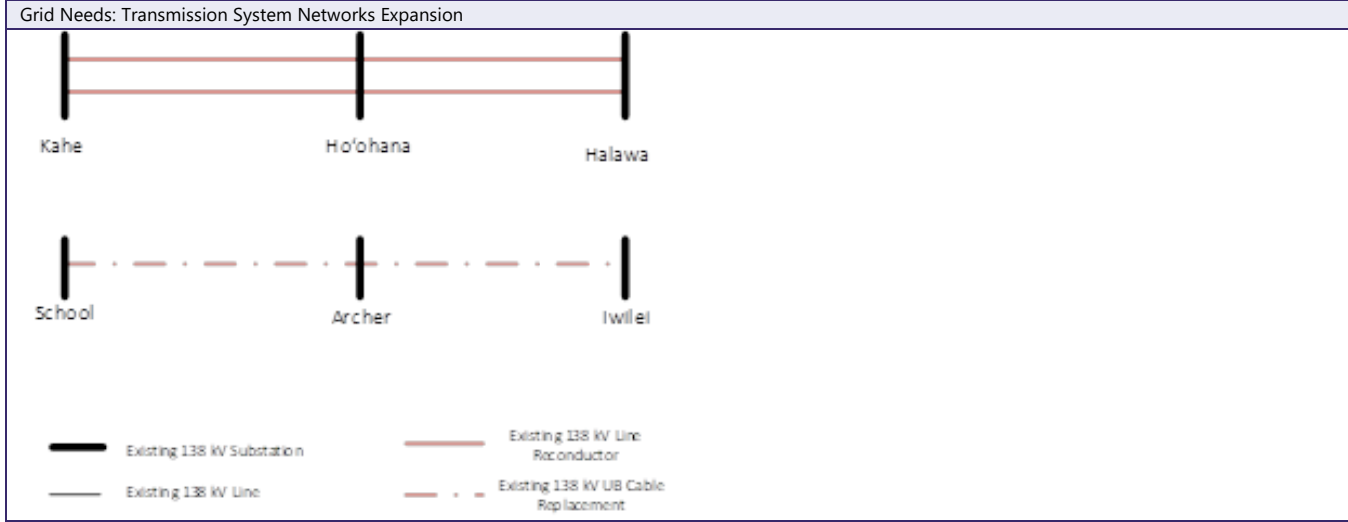 Grid Needs: Transmission System Networks Expansion
Kahe
Ho'ohana
Halawa
School
Archer
Iwilei
Existing 138 kV Substation
Existing 138 kV Line
Reconductor
Existing 138 kV Line
Existing 138 kV UB Cable
Replacement